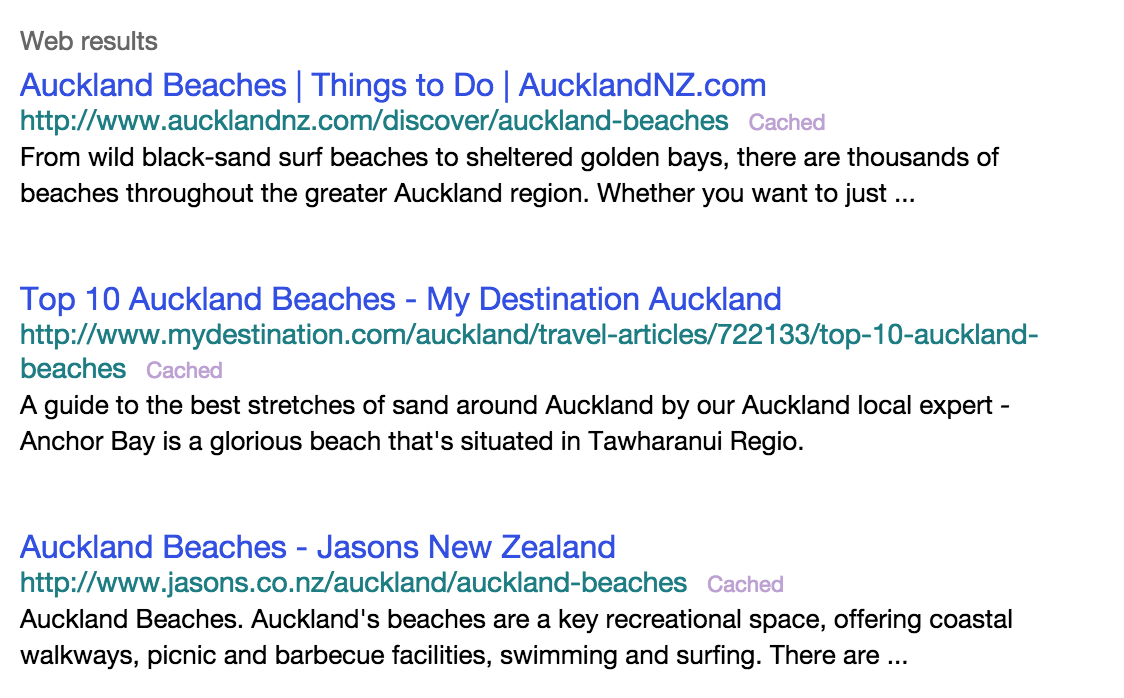 Web results
Auckland Beaches | Things to Do | AucklandNZ.com
http://www.aucklandnz.com/discover/auckland-beaches Cached
From wild black-sand surf beaches to sheltered golden bays, there are thousands of
beaches throughout the greater Auckland region. Whether you want to just ...
Top 10 Auckland Beaches - My Destination Auckland
http://www.mydestination.com/auckland/travel-articles/722133/top-10-auckland-
beaches Cached
A guide to the best stretches of sand around Auckland by our Auckland local expert -
Anchor Bay is a glorious beach that's situated in Tawharanui Regio.
Auckland Beaches - Jasons New Zealand
http://www.jasons.co.nz/auckland/auckland-beaches Cached
Auckland Beaches. Auckland's beaches are a key recreational space, offering coastal
walkways, picnic and barbecue facilities, swimming and surfing. There are ...